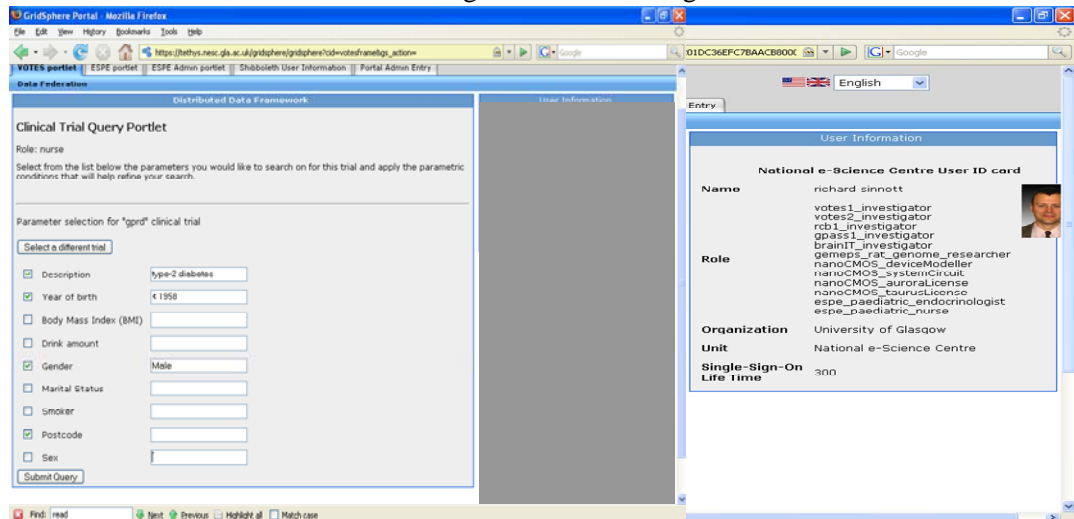 GridSphere Portal - Mozilla Firefox
File Edit View History Bookmarks Tools Help
https://tethys.nesc.gla.ac.uk/gridsphere/gridsphere?cid=votesframe&gs_action=
Google
VOTES portlet ESPE portlet ESPE Admin portlet Shibboleth User Information Portal Admin Entry
Data Federation
Distributed Data Framework
User Information
Clinical Trial Query Portlet
Role: nurse
Select from the list below the parameters you would like to search on for this trial and apply the parametric
conditions that will help refine your search.
Parameter selection for "gprd" clinical trial
Select a different trial
Description type-2 diabetes
Year of birth < 1958
Body Mass Index (BMI)
Drink amount
Gender Male
Marital Status
Smoker
Postcode
Sex
Submit Query
Find: read Next Previous Highlight all Match case
01DC36EFC7BAACB800C
Google
English
Entry
User Information
National e-Science Centre User ID card
Name richard sinnott
Role
votes1_investigator
votes2_investigator
rcb1_investigator
gpass1_investigator
brainIT_investigator
gemeps_rat_genome_researcher
nanoCMOS_deviceModeller
nanoCMOS_systemCircuit
nanoCMOS_auroraLicense
nanoCMOS_taurusLicense
espe_paediatric_endocrinologist
espe_paediatric_nurse
Organization University of Glasgow
Unit National e-Science Centre
Single-Sign-On
Life Time 300